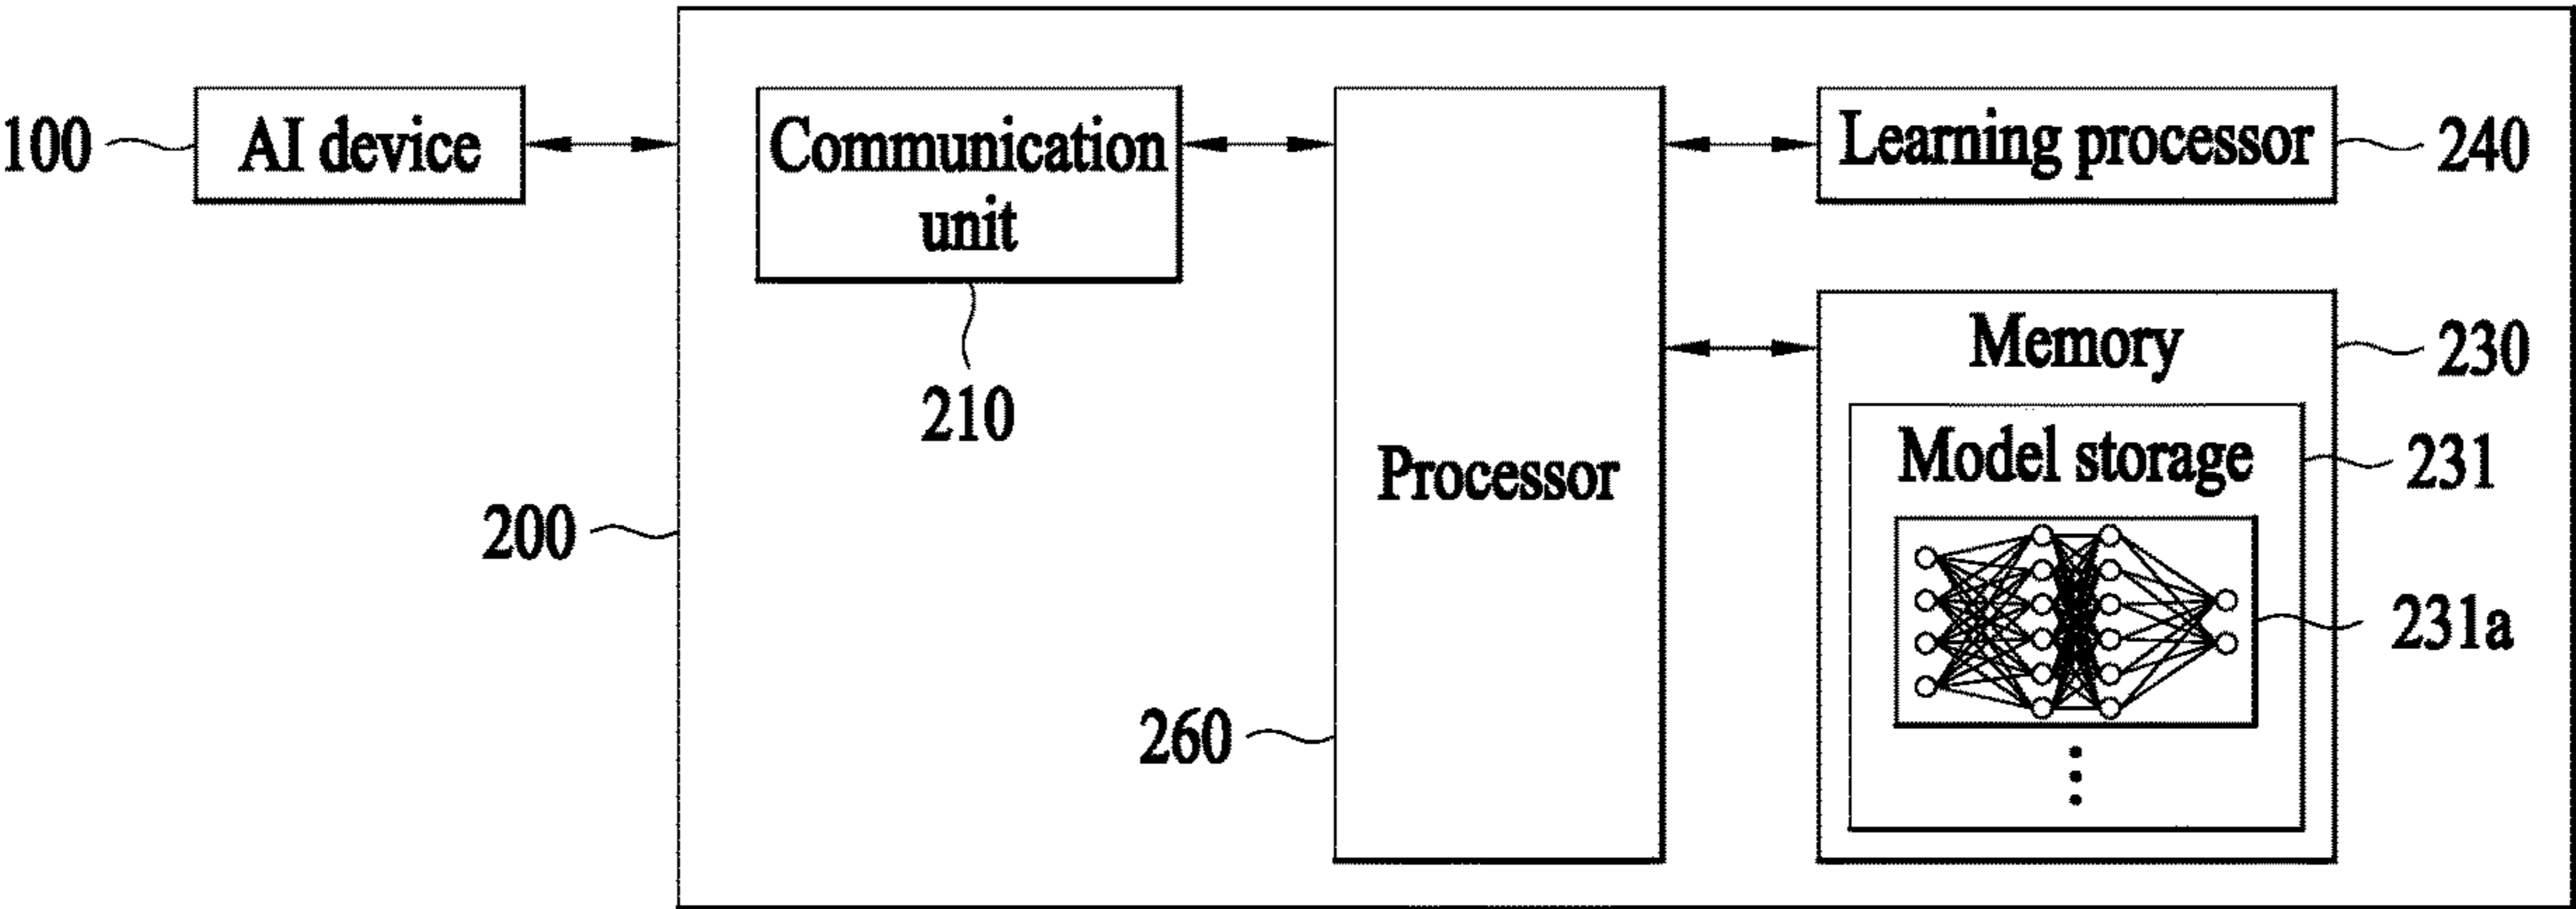 100
AI device
Communication
unit
210
200
Processor
260
Learning processor
240
Memory
230
Model storage
231
231a